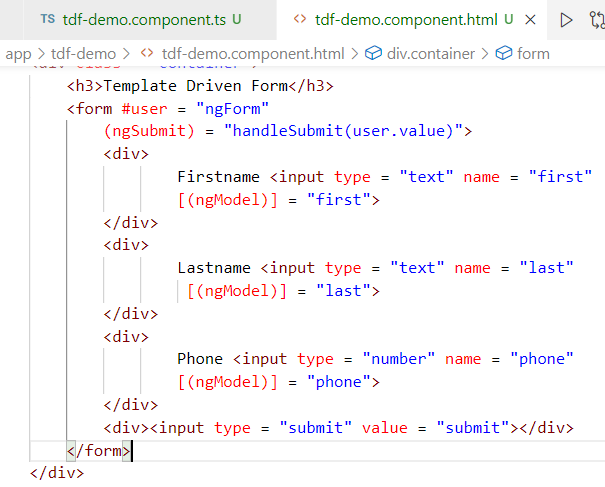 TS tdf-demo.component.ts U
<> tdf-demo.component.html U ×
app > tdf-demo > <> tdf-demo.component.html > div.container > form
<h3>Template Driven Form</h3>
<form #user = "ngForm"
(ngSubmit) = "handleSubmit(user.value)">
<div>
Firstname <input type = "text" name = "first"
[(ngModel)] = "first">
</div>
<div>
Lastname <input type = "text" name = "last"
[(ngModel)] = "last">
</div>
<div>
Phone <input type = "number" name = "phone"
[(ngModel)] = "phone">
</div>
<div><input type = "submit" value = "submit"></div>
</form>
</div>